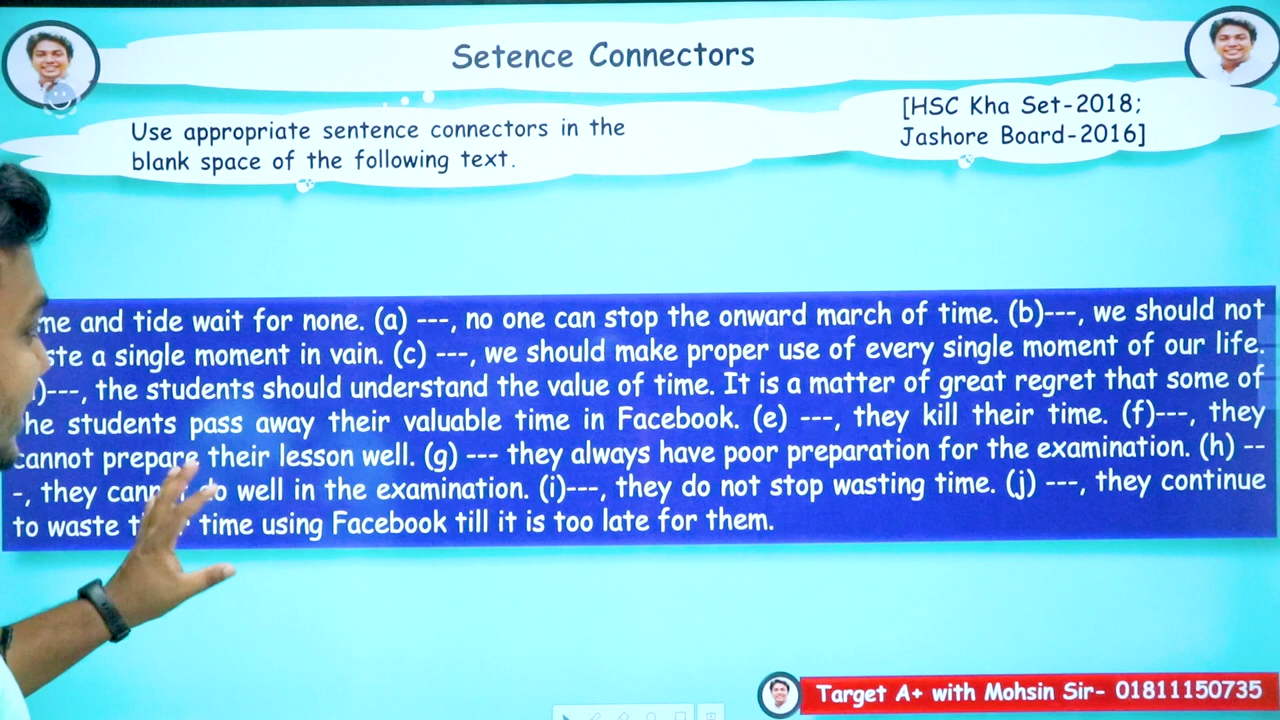 Setence Connectors
Use appropriate sentence connectors in the
blank space of the following text.
[HSC Kha Set-2018;
Jashore Board-2016]
me and tide wait for none. (a) ---, no one can stop the onward march of time. (b)---, we should not
ste a single moment in vain. (c) ---, we should make proper use of every single moment of our life.
)---, the students should understand the value of time. It is a matter of great regret that some of
he students pass away their valuable time in Facebook. (e) ---, they kill their time. (f)---, they
cannot prepare their lesson well. (g) --- they always have poor preparation for the examination. (h) --
-, they do well in the examination. (i)---, they do not stop wasting time. (j) ---, they continue
to waste time using Facebook till it is too late for them.
Target A+ with Mohsin Sir- 01811150735